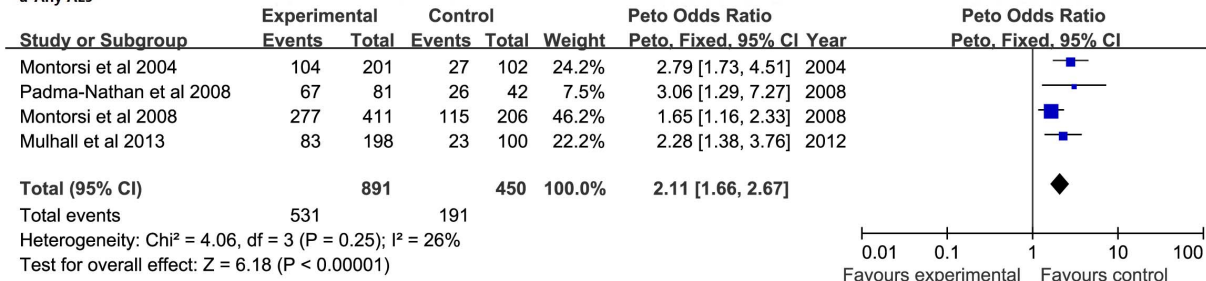 Experimental Control Peto Odds Ratio Peto Odds Ratio
Study or Subgroup Events Total Events Total Weight Peto, Fixed, 95% CI Year Peto, Fixed, 95% CI
Montorsi et al 2004 104 201 27 102 24.2% 2.79 [1.73, 4.51] 2004
Padma-Nathan et al 2008 67 81 26 42 7.5% 3.06 [1.29, 7.27] 2008
Montorsi et al 2008 277 411 115 206 46.2% 1.65 [1.16, 2.33] 2008
Mulhall et al 2013 83 198 23 100 22.2% 2.28 [1.38, 3.76] 2012
Total (95% CI) 891 450 100.0% 2.11 [1.66, 2.67]
Total events 531 191
Heterogeneity: Chi² = 4.06, df = 3 (P = 0.25); I² = 26%
Test for overall effect: Z = 6.18 (P < 0.00001)
0.01 0.1 1 10 100
Favours experimental Favours control